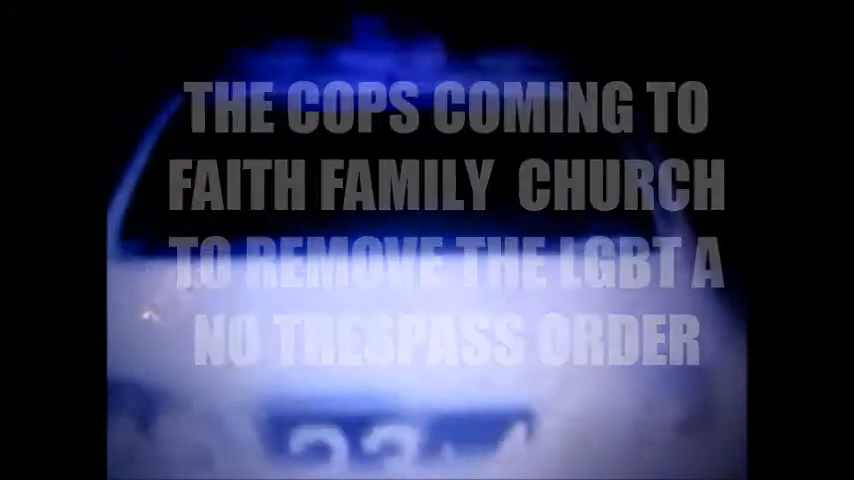 THE COPS COMING TO
FAITH FAMILY CHURCH
TO REMOVE THE LGBT A
NO TRESPASS ORDER